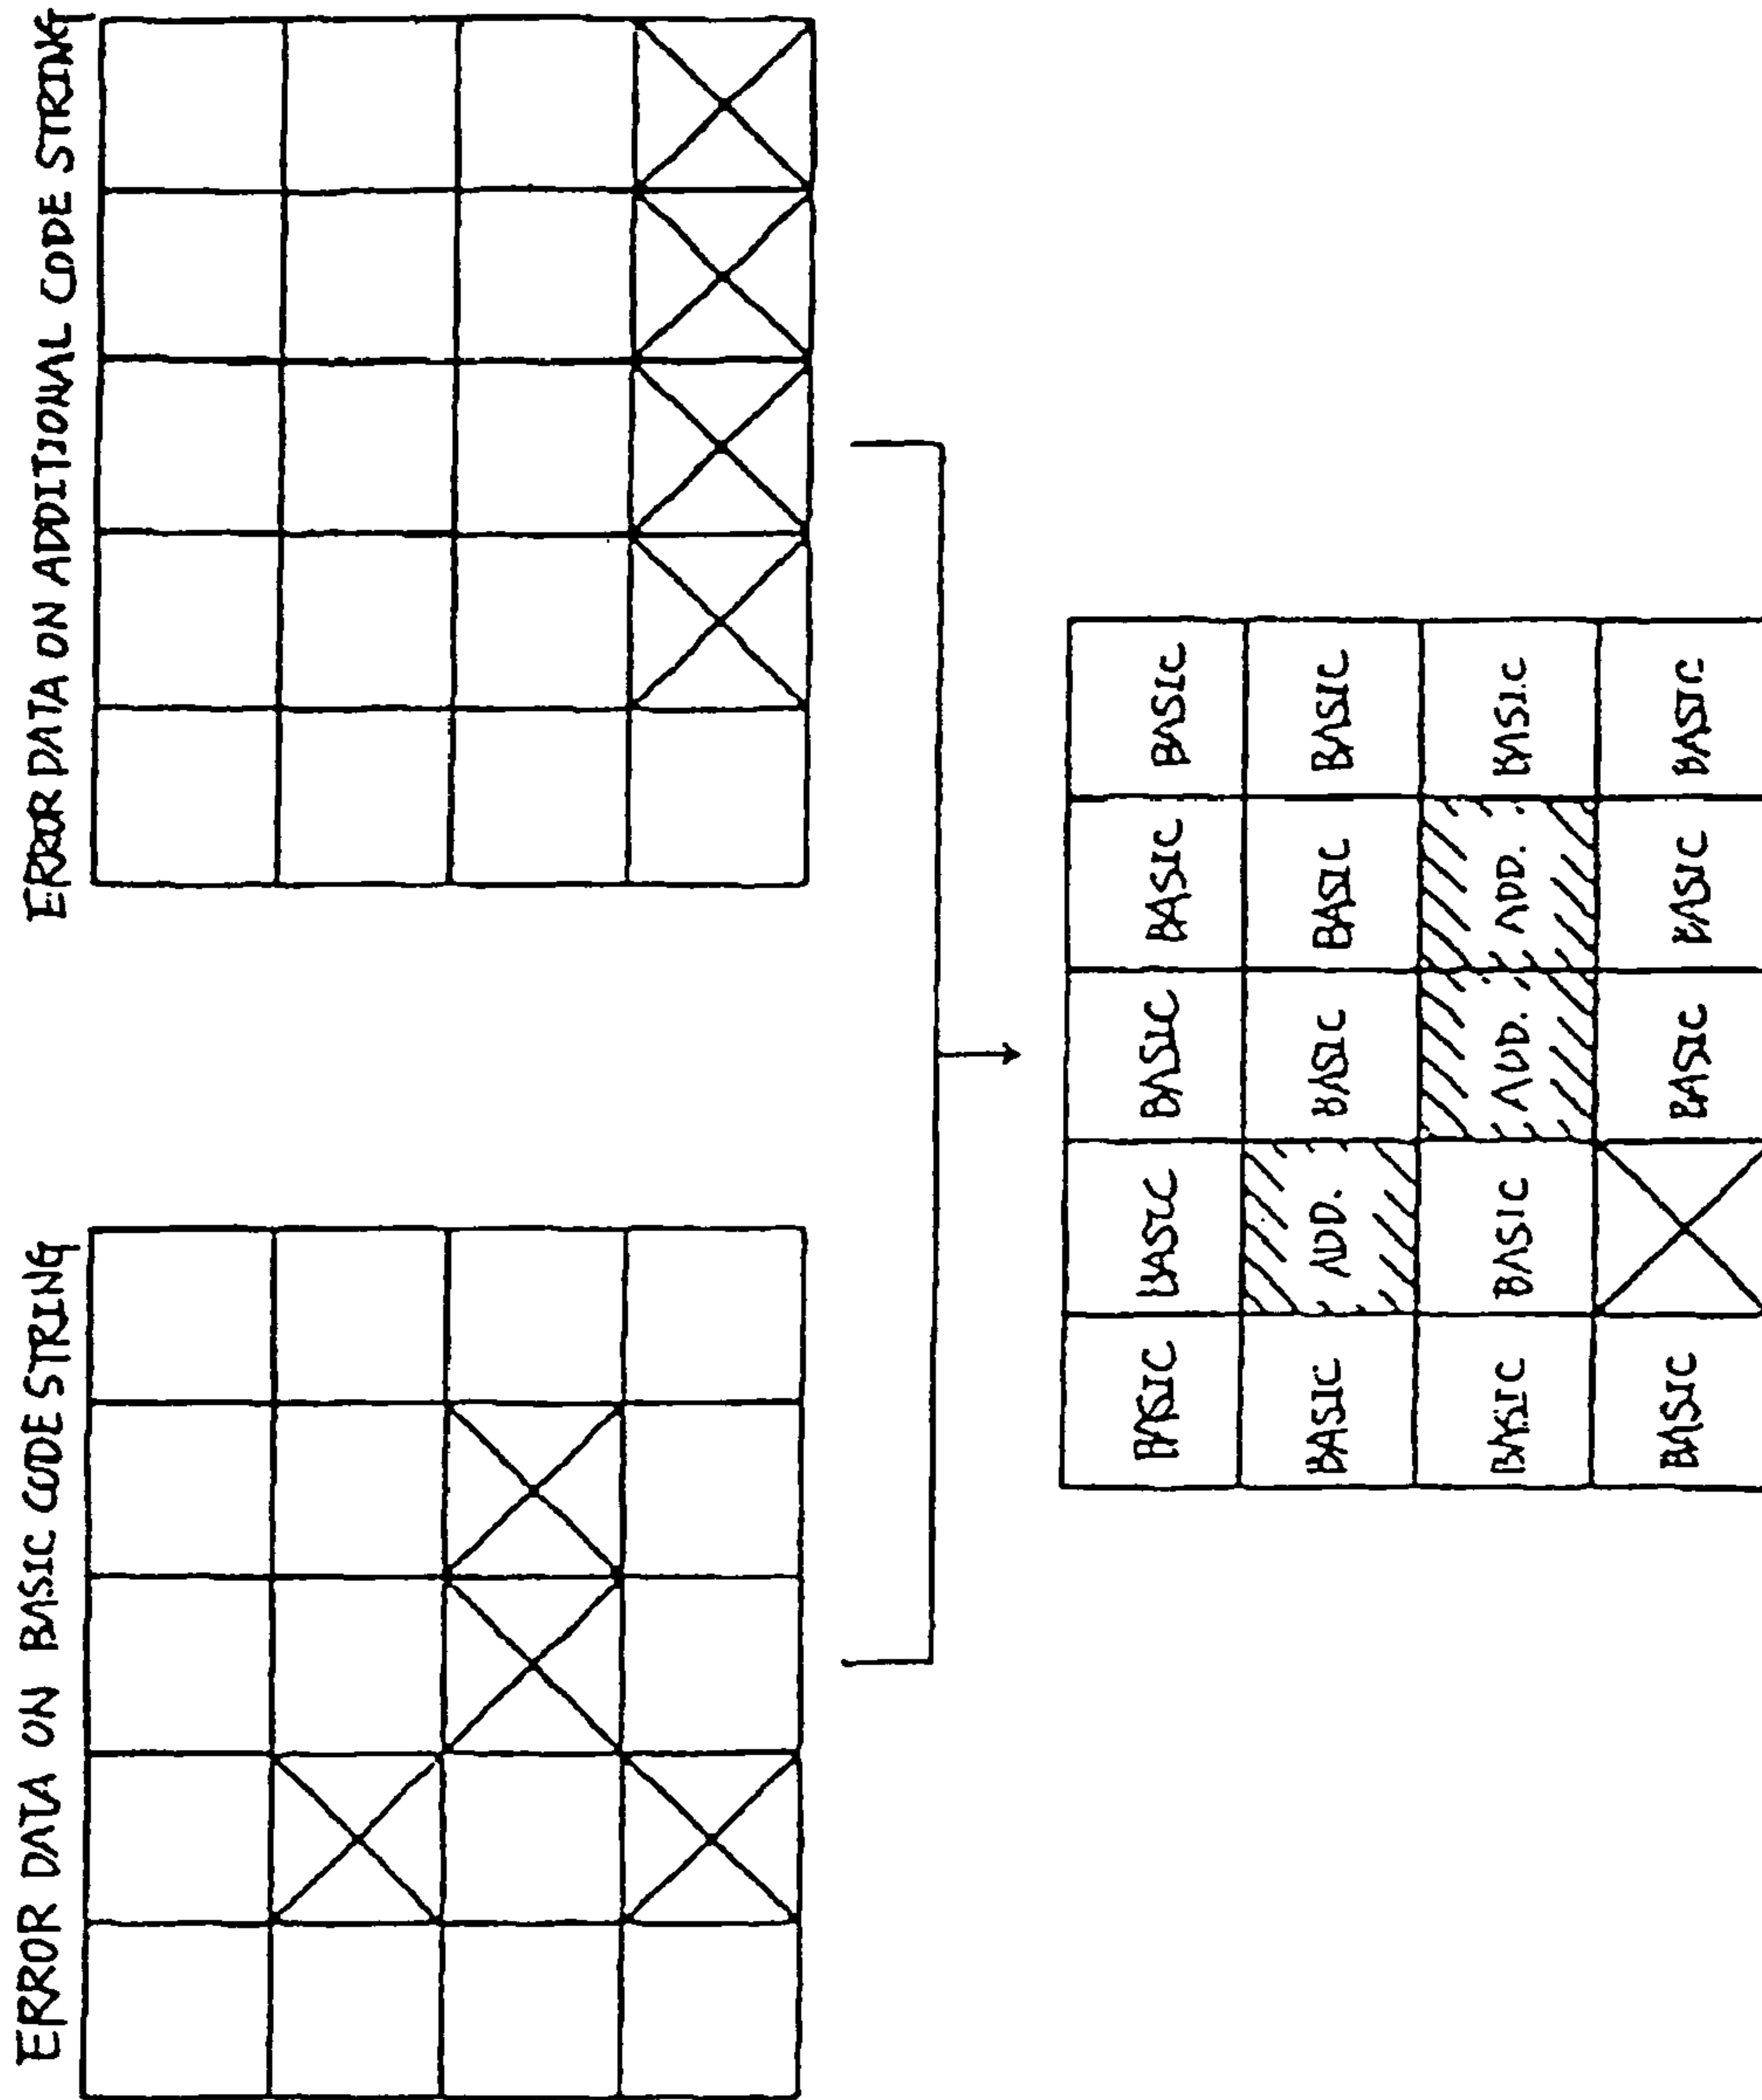 ERROR DATA ON BASIC CODE STRING
ERROR DATA ON ADDITIONAL CODE STRING
BASIC BASIC BASIC BASIC BASIC
BASIC ADD. BASIC BASIC BASIC
BASIC BASIC ADD. ADD. BASIC
BASIC BASIC BASIC BASIC